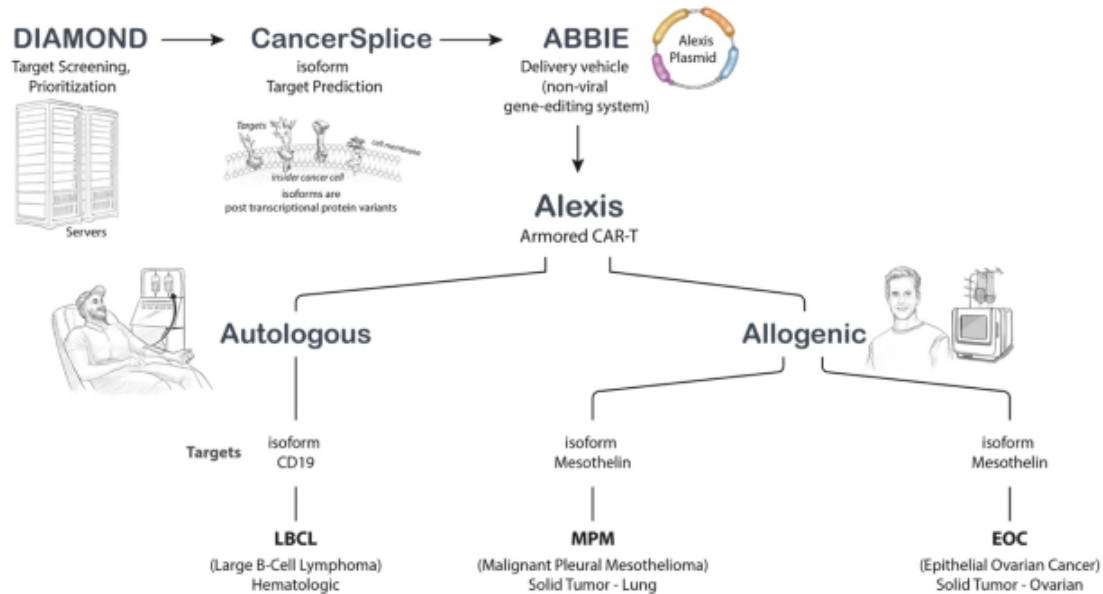 DIAMOND
Target Screening,
Prioritization
Servers
CancerSplice
isoform
Target Prediction
Targets
cell membrane
insider cancer cell
isoforms are
post transcriptional protein variants
ABBIE
Delivery vehicle
(non-viral
gene-editing system)
Alexis
Plasmid
Alexis
Armored CAR-T
Autologous
Allogenic
Targets
isoform
CD19
isoform
Mesothelin
isoform
Mesothelin
LBCL
(Large B-Cell Lymphoma)
Hematologic
MPM
(Malignant Pleural Mesothelioma)
Solid Tumor - Lung
EOC
(Epithelial Ovarian Cancer)
Solid Tumor - Ovarian